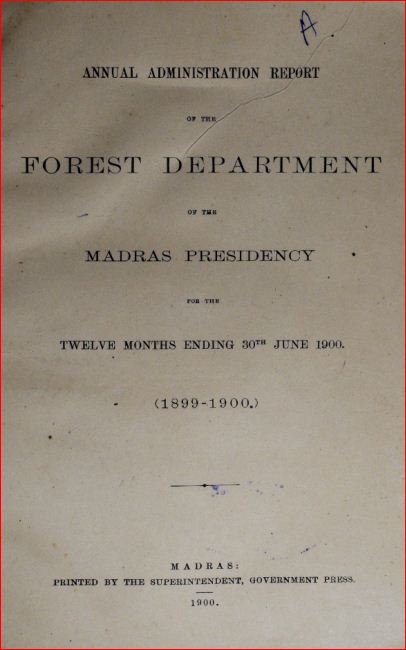 A
ANNUAL ADMINISTRATION REPORT
OF THE
FOREST DEPARTMENT
OF THE
MADRAS PRESIDENCY
FOR THE
TWELVE MONTHS ENDING 30TH JUNE 1900.
(1899-1900.)
MADRAS:
PRINTED BY THE SUPERINTENDENT, GOVERNMENT PRESS.
1900.